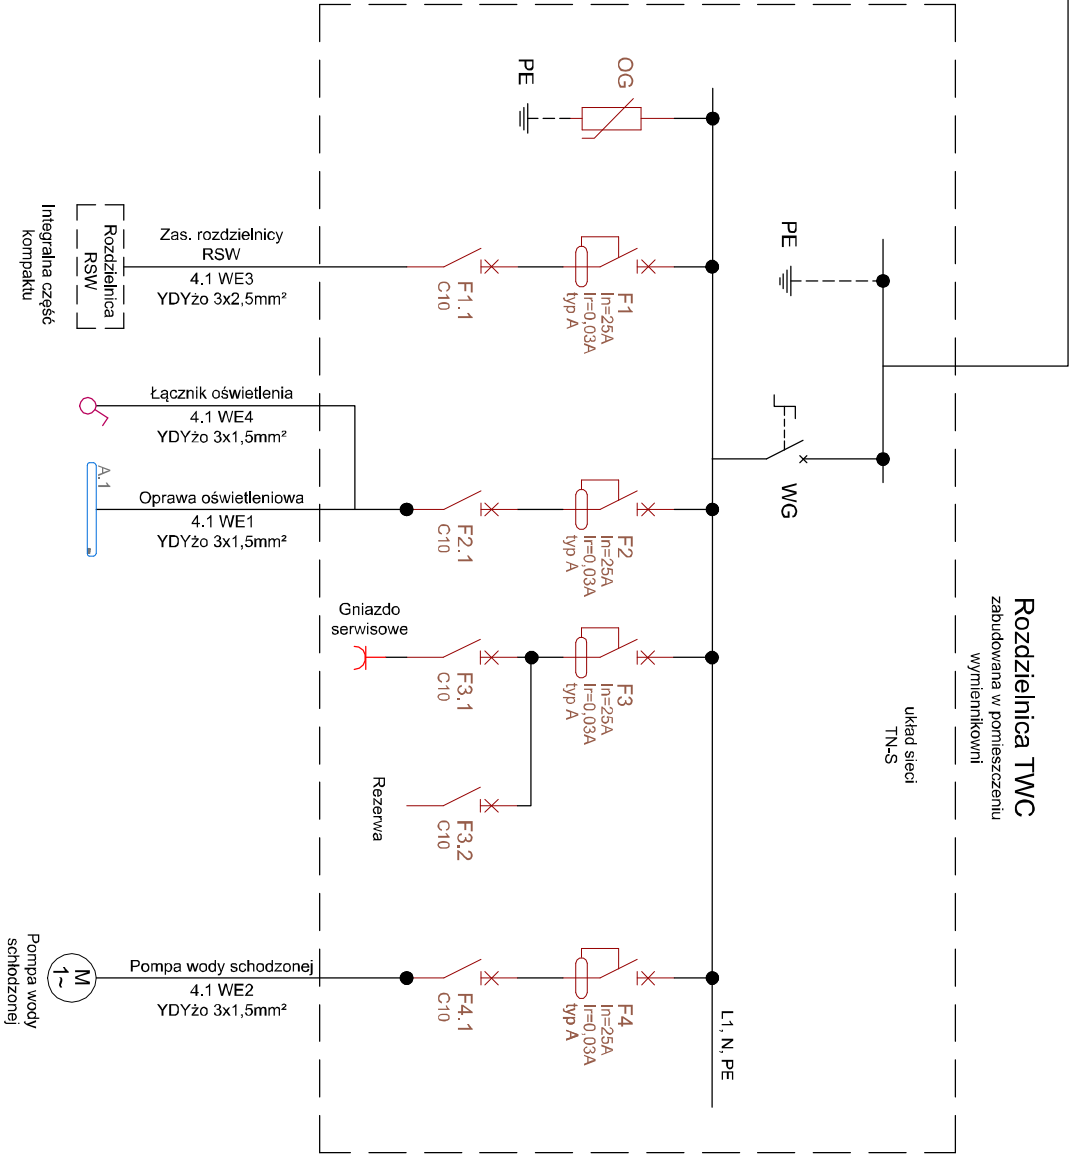 Rozdzielnica TWC
zabudowana w pomieszczeniu
wymiennikowni
układ sieci
TN-S
L1, N, PE
PE
WG
PE
OG
F1
In=25A
Ir=0,03A
typ A
F1.1
C10
Zas. rozdzielnicy
RSW
4.1 WE3
YDYżo 3x2,5mm²
Rozdzielnica
RSW
Integralna część
kompaktu
F2
In=25A
Ir=0,03A
typ A
F2.1
C10
Łącznik oświetlenia
4.1 WE4
YDYżo 3x1,5mm²
A.1
Oprawa oświetleniowa
4.1 WE1
YDYżo 3x1,5mm²
F3
In=25A
Ir=0,03A
typ A
F3.1
C10
Gniazdo
serwisowe
F3.2
C10
Rezerwa
F4
In=25A
Ir=0,03A
typ A
F4.1
C10
Pompa wody schodzonej
4.1 WE2
YDYżo 3x1,5mm²
M
1~
Pompa wody
schłodzonej